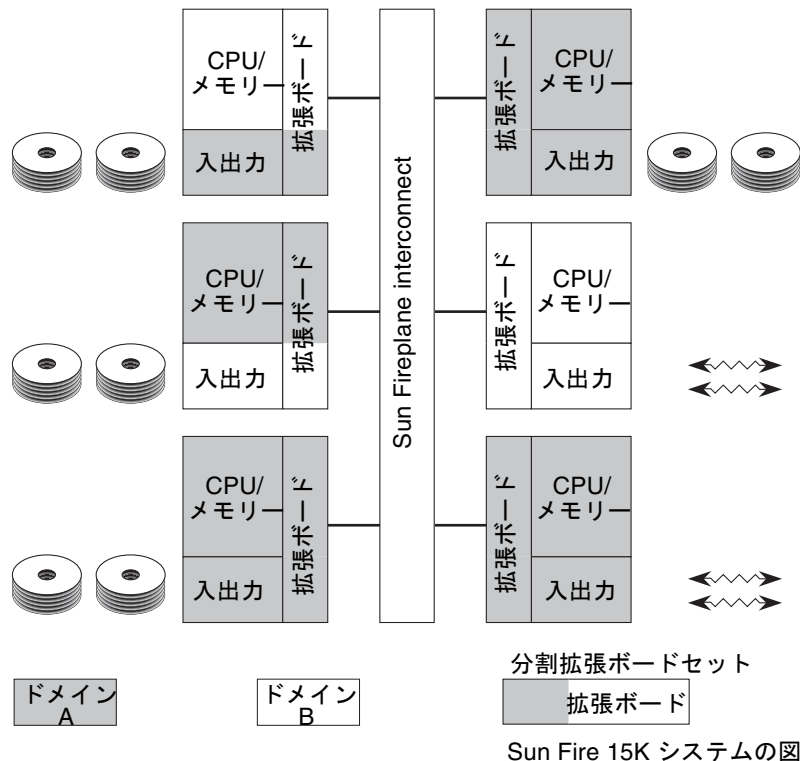 CPU/
メモリー
拡張ボード
入出力
Sun Fireplane interconnect
拡張ボード
CPU/
メモリー
入出力
CPU/
メモリー
拡張ボード
入出力
拡張ボード
CPU/
メモリー
入出力
CPU/
メモリー
拡張ボード
入出力
拡張ボード
CPU/
メモリー
入出力
ドメイン
A
ドメイン
B
分割拡張ボードセット
拡張ボード
Sun Fire 15K システムの図